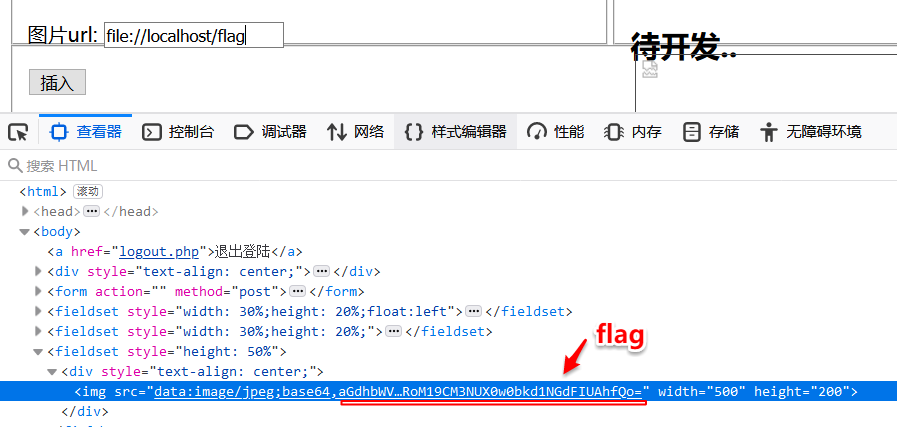 图片url: file://localhost/flag
待开发..
插入
查看器 控制台 调试器 网络 样式编辑器 性能 内存 存储 无障碍环境
搜索 HTML
<html> 滚动
<head> ··· </head>
<body>
<a href="logout.php">退出登陆</a>
<div style="text-align: center;"> ··· </div>
<form action="" method="post"> ··· </form>
<fieldset style="width: 30%;height: 20%;float:left"> ··· </fieldset>
<fieldset style="width: 30%;height: 20%;"> ··· </fieldset>
flag
<fieldset style="height: 50%">
<div style="text-align: center;">
<img src="data:image/jpeg;base64,aGdhbWV…RoM19CM3NUX0w0bkd1NGdFIUAhfQo=" width="500" height="200">
</div>